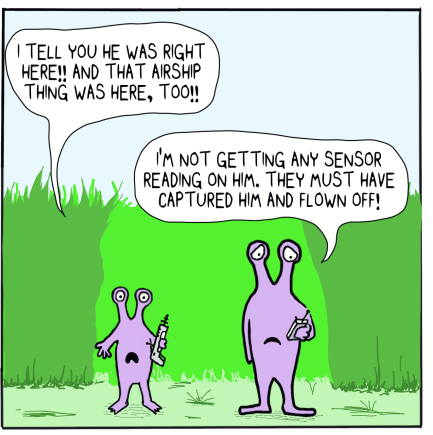 I TELL YOU HE WAS RIGHT
HERE!! AND THAT AIRSHIP
THING WAS HERE, TOO!!
I'M NOT GETTING ANY SENSOR
READING ON HIM. THEY MUST HAVE
CAPTURED HIM AND FLOWN OFF!